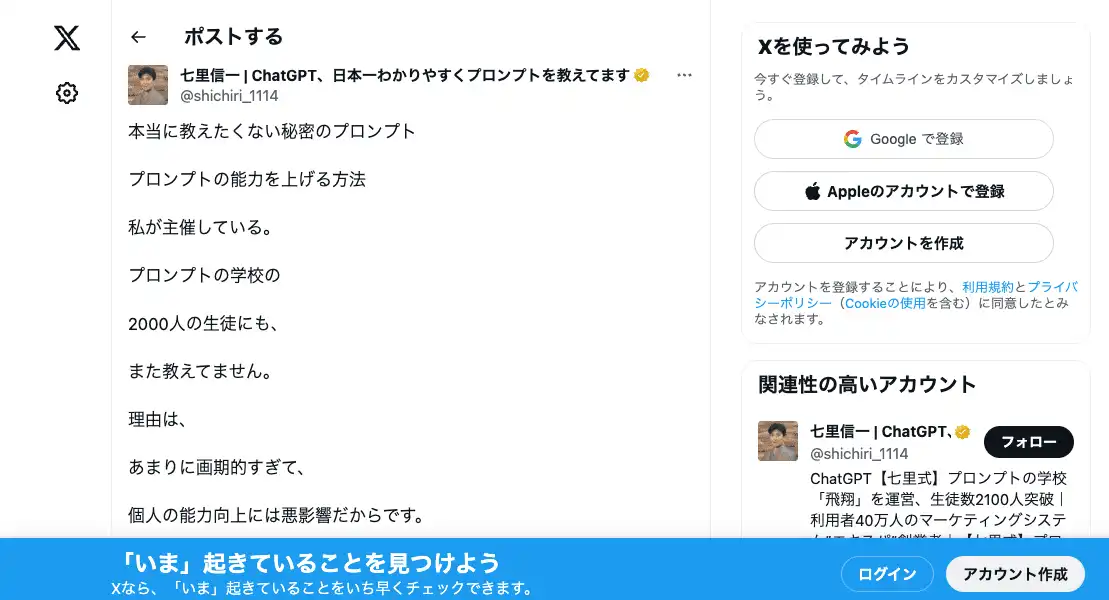 ポストする
七里信一 | ChatGPT、日本一わかりやすくプロンプトを教えてます
@shichiri_1114
本当に教えたくない秘密のプロンプト
プロンプトの能力を上げる方法
私が主催している。
プロンプトの学校の
2000人の生徒にも、
また教えてません。
理由は、
あまりに画期的すぎて、
個人の能力向上には悪影響だからです。
Xを使ってみよう
今すぐ登録して、タイムラインをカスタマイズしましょ
う。
Google で登録
Appleのアカウントで登録
アカウントを作成
アカウントを登録することにより、利用規約とプライバ
シーポリシー（Cookieの使用を含む）に同意したとみ
なされます。
関連性の高いアカウント
七里信一 | ChatGPT、
@shichiri_1114
フォロー
ChatGPT【七里式】プロンプトの学校
「飛翔」を運営、生徒数2100人突破｜
利用者40万人のマーケティングシステ
「いま」起きていることを見つけよう
Xなら、「いま」起きていることをいち早くチェックできます。
ログイン
アカウント作成